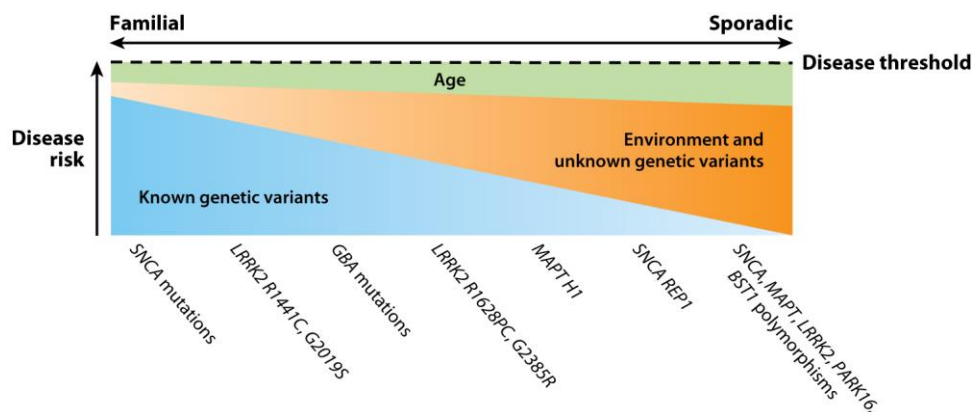 Familial
Sporadic
Disease threshold
Age
Disease
risk
Environment and
unknown genetic variants
Known genetic variants
SNCA mutations
LRRK2 R1441C, G2019S
GBA mutations
LRRK2 R1628PC, G2385R
MAPT H1
SNCA REP1
SNCA, MAPT, LRRK2, PARK16,
BST1 polymorphisms